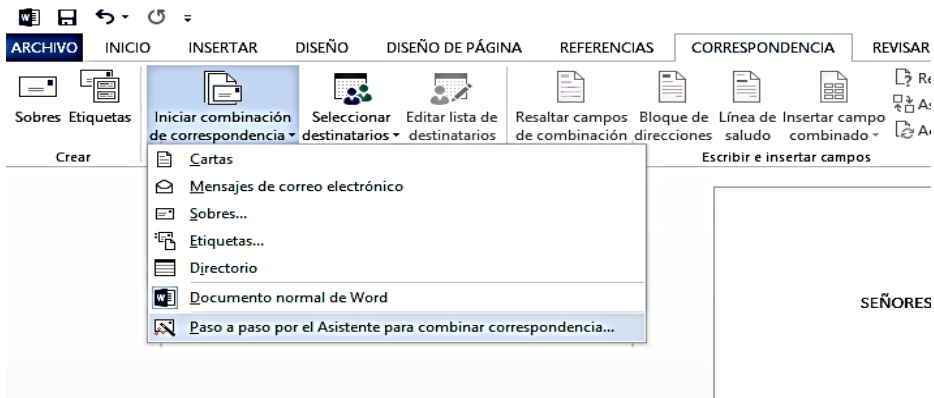 ARCHIVO INICIO INSERTAR DISEÑO DISEÑO DE PÁGINA REFERENCIAS CORRESPONDENCIA REVISAR
Sobres Etiquetas
Iniciar combinación
de correspondencia
Seleccionar
destinatarios
Editar lista de
destinatarios
Resaltar campos
de combinación
Bloque de
direcciones
Línea de
saludo
Insertar campo
combinado
Re
As
Crear
Escribir e insertar campos
Cartas
Mensajes de correo electrónico
Sobres...
Etiquetas...
Directorio
Documento normal de Word
Paso a paso por el Asistente para combinar correspondencia...
SEÑORES